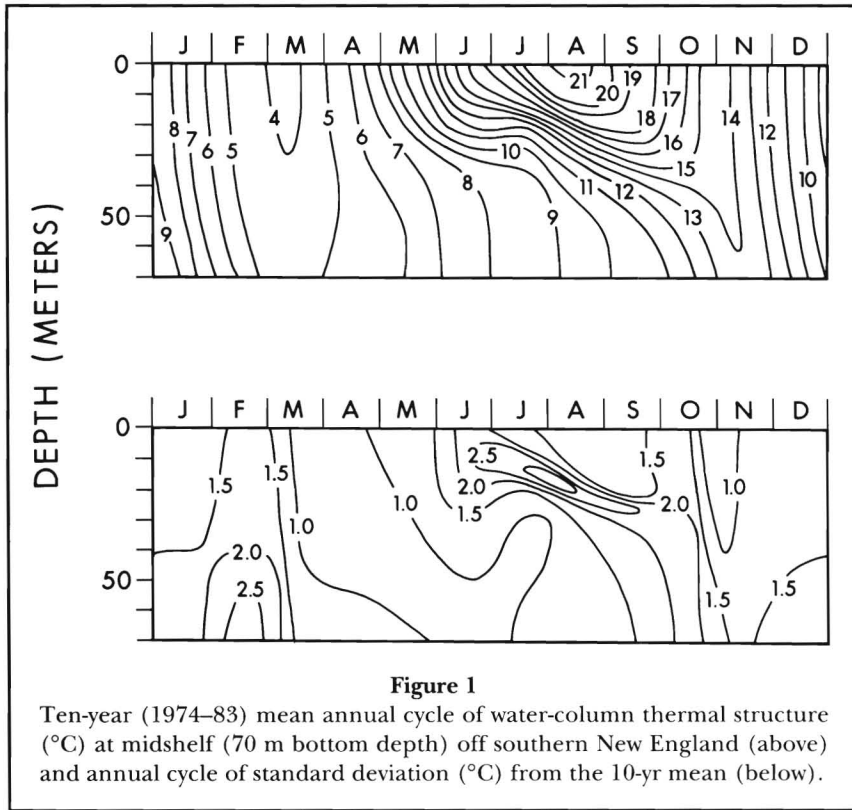 J F M A M J J A S O N D
0
21 19
20 17
4 5 18 14
8 12
7 6 16
6 5 7 10 15
8 11 12 10
50
9 9 13
DEPTH (METERS)
J F M A M J J A S O N D
0
2.5 1.5
1.5 1.5 2.0 2.0 1.0
1.0 1.0 1.5
50 2.0
2.5 1.5 1.5
Figure 1
Ten-year (1974–83) mean annual cycle of water-column thermal structure
(°C) at midshelf (70 m bottom depth) off southern New England (above)
and annual cycle of standard deviation (°C) from the 10-yr mean (below).